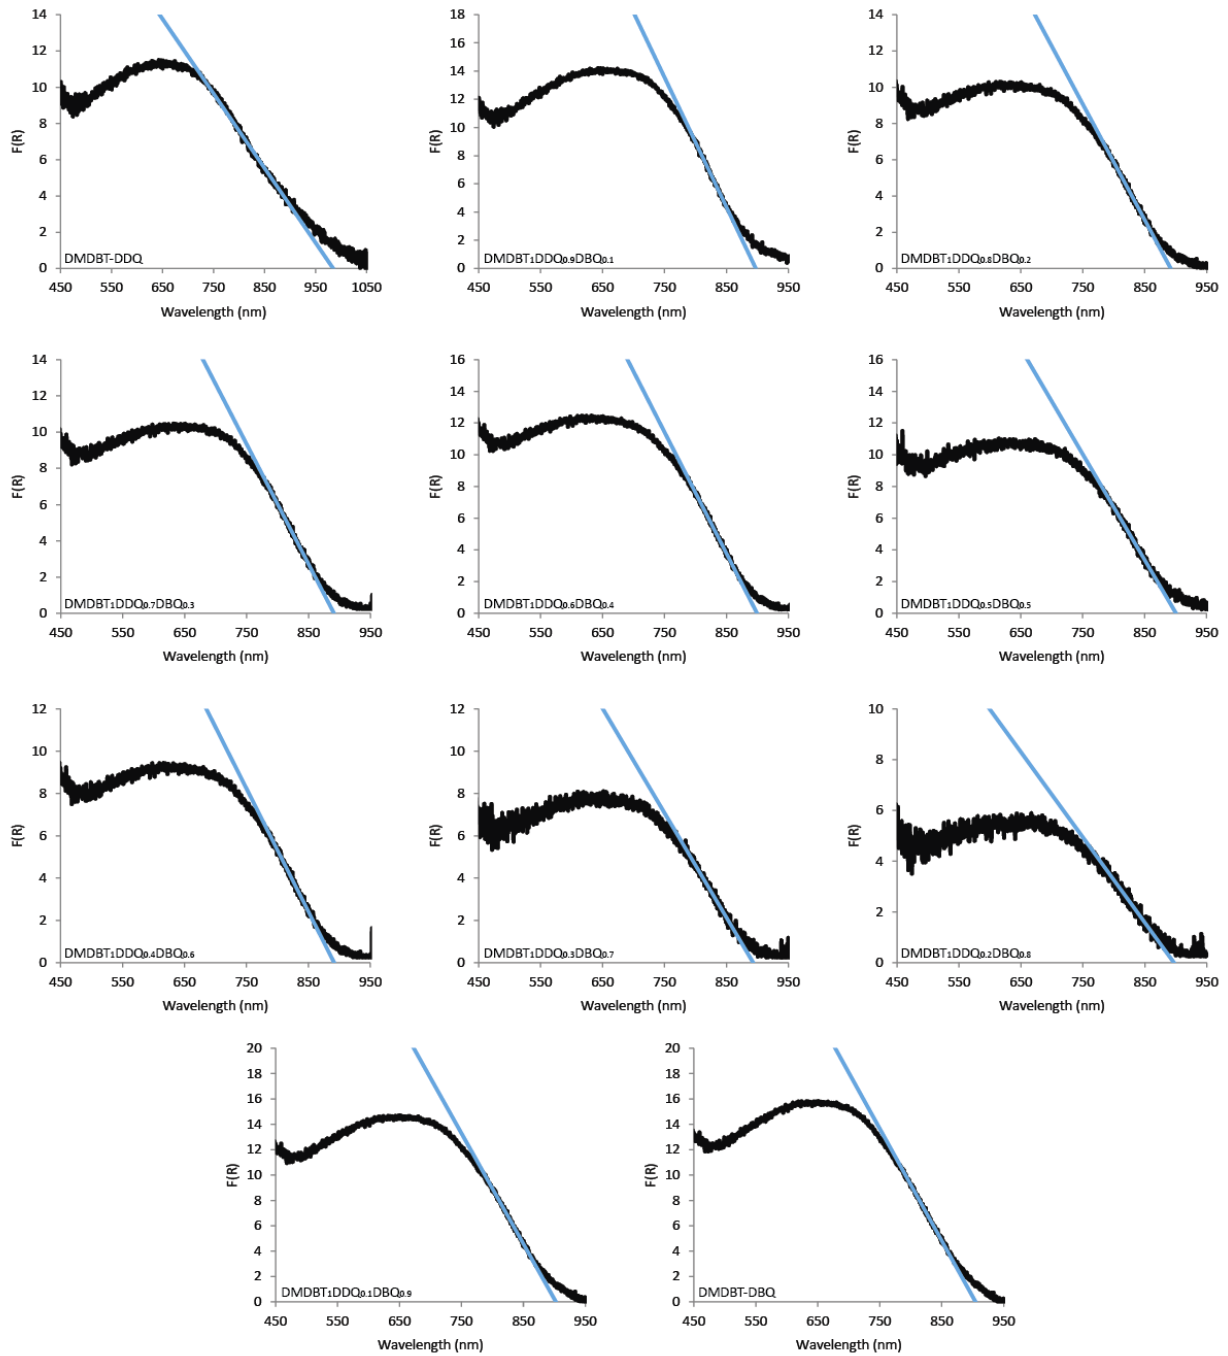 14 12 10 8 6 4 2 0
F(R)
DMDBT-DDQ
450 550 650 750 850 950 1050
Wavelength (nm)
18 16 14 12 10 8 6 4 2 0
F(R)
DMDBT₁DDQ₀.₉DBQ₀.₁
450 550 650 750 850 950
Wavelength (nm)
14 12 10 8 6 4 2 0
F(R)
DMDBT₁DDQ₀.₈DBQ₀.₂
450 550 650 750 850 950
Wavelength (nm)
14 12 10 8 6 4 2 0
F(R)
DMDBT₁DDQ₀.₇DBQ₀.₃
450 550 650 750 850 950
Wavelength (nm)
16 14 12 10 8 6 4 2 0
F(R)
DMDBT₁DDQ₀.₆DBQ₀.₄
450 550 650 750 850 950
Wavelength (nm)
16 14 12 10 8 6 4 2 0
F(R)
DMDBT₁DDQ₀.₅DBQ₀.₅
450 550 650 750 850 950
Wavelength (nm)
12 10 8 6 4 2 0
F(R)
DMDBT₁DDQ₀.₄DBQ₀.₆
450 550 650 750 850 950
Wavelength (nm)
12 10 8 6 4 2 0
F(R)
DMDBT₁DDQ₀.₃DBQ₀.₇
450 550 650 750 850 950
Wavelength (nm)
10 8 6 4 2 0
F(R)
DMDBT₁DDQ₀.₂DBQ₀.₈
450 550 650 750 850 950
Wavelength (nm)
20 18 16 14 12 10 8 6 4 2 0
F(R)
DMDBT₁DDQ₀.₁DBQ₀.₉
450 550 650 750 850 950
Wavelength (nm)
20 18 16 14 12 10 8 6 4 2 0
F(R)
DMDBT-DBQ
450 550 650 750 850 950
Wavelength (nm)